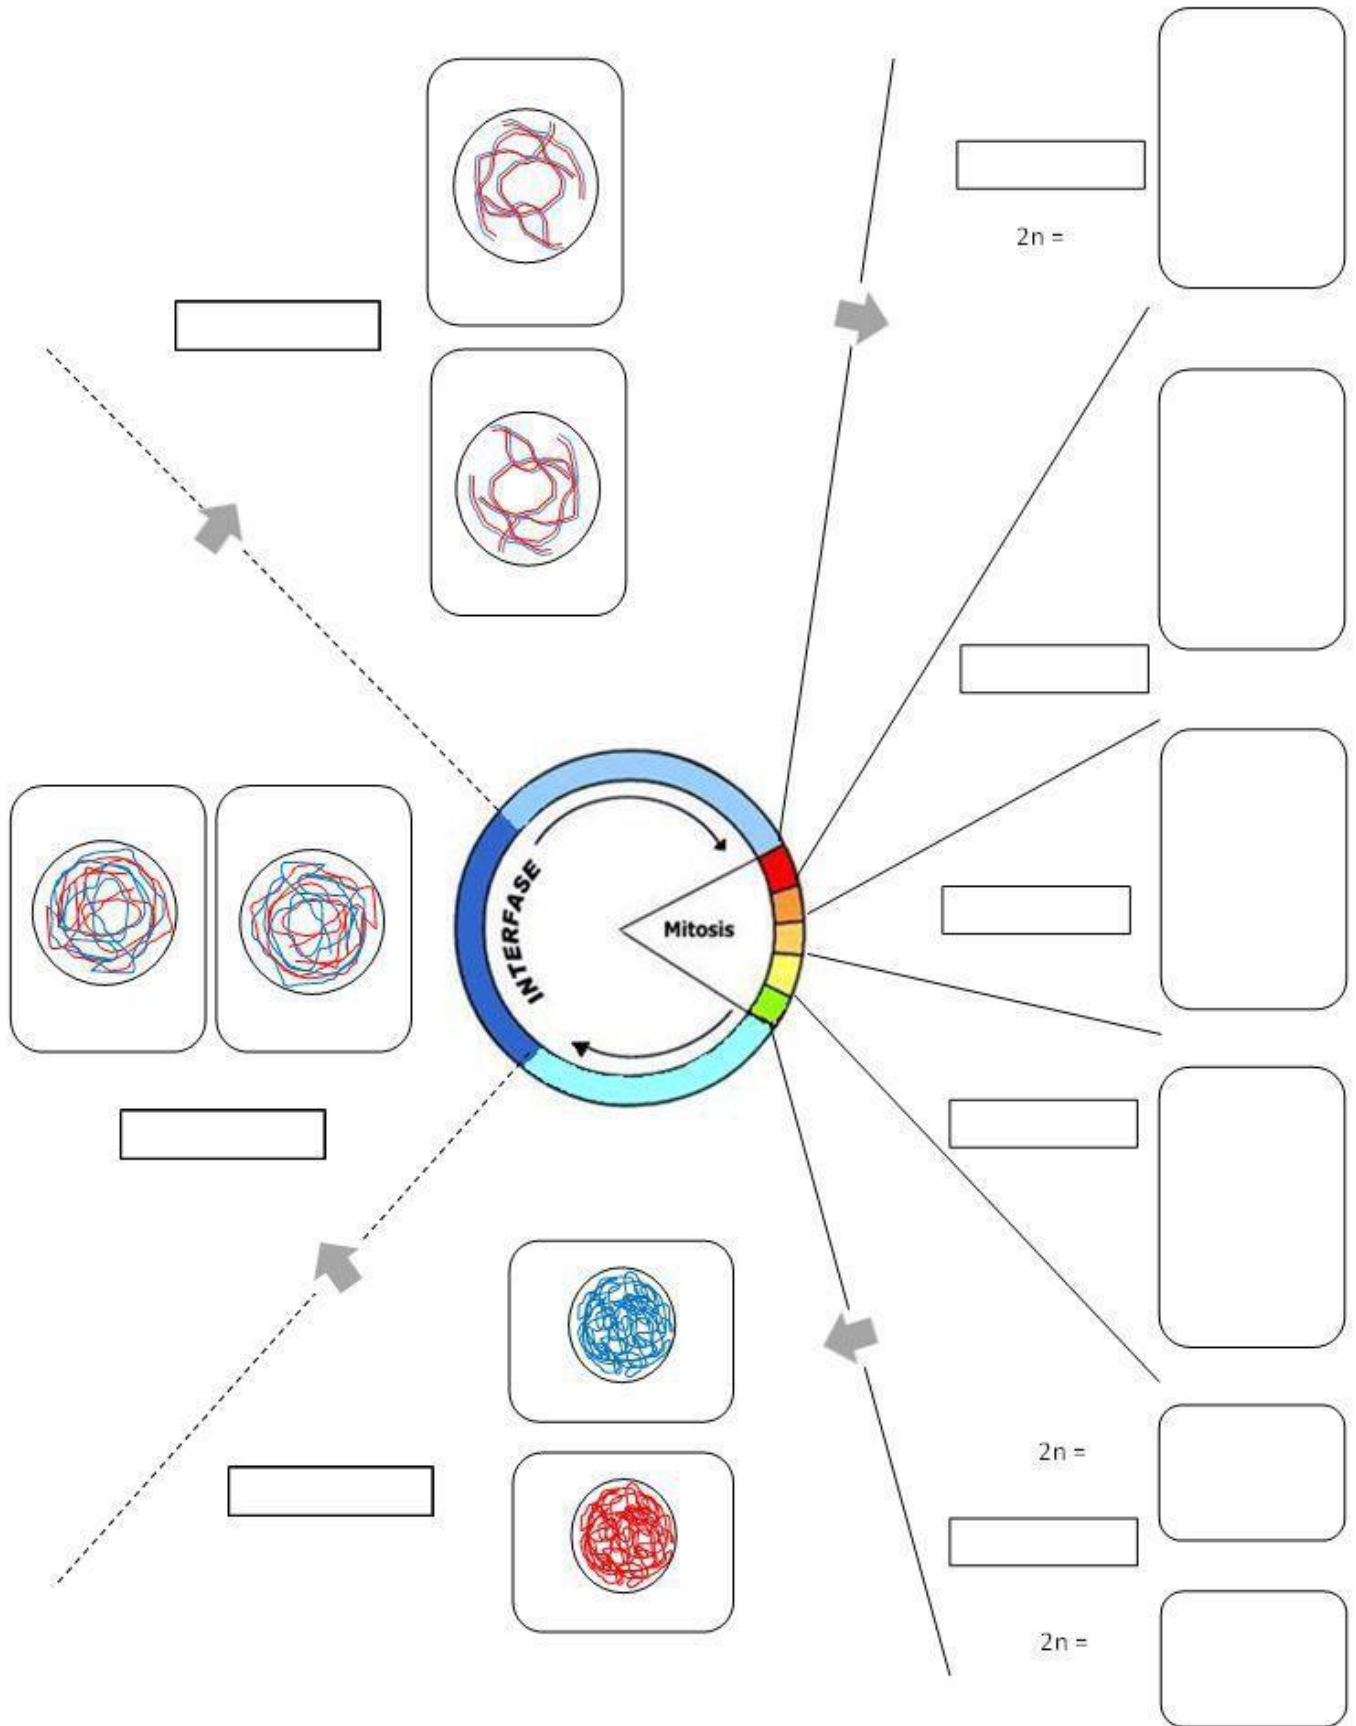 2n =
INTERFASE
Mitosis
2n =
2n =